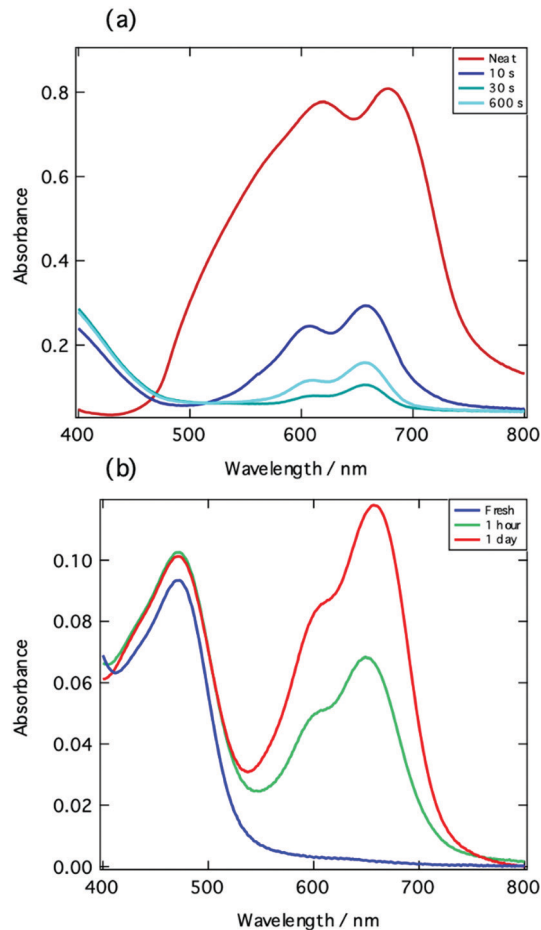 (a)
Neat
10 s
30 s
600 s
0.8
0.6
0.4
0.2
Absorbance
400 500 600 700 800
Wavelength / nm
(b)
Fresh
1 hour
1 day
0.10
0.08
0.06
0.04
0.02
0.00
Absorbance
400 500 600 700 800
Wavelength / nm